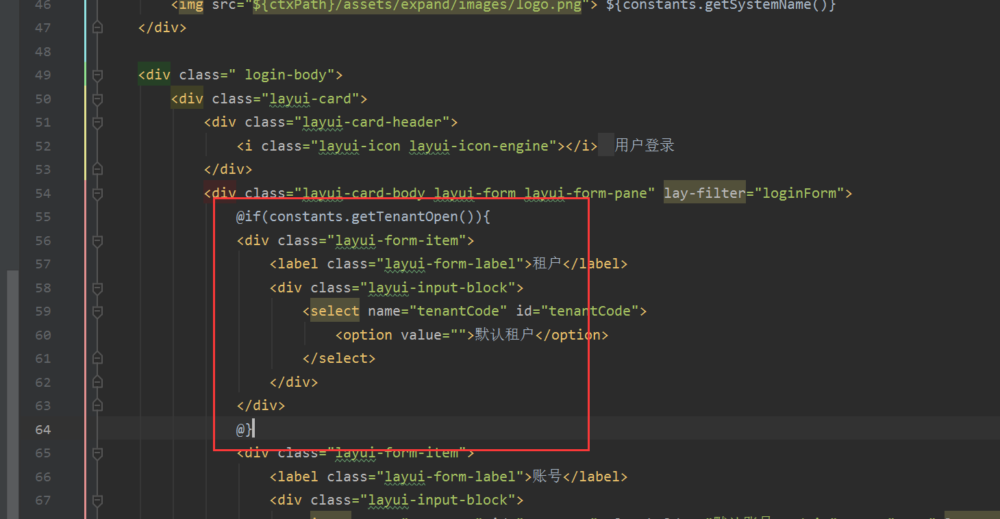 46 <img src="${ctxPath}/assets/expand/images/logo.png"> ${constants.getSystemName()}
47 </div>
48
49 <div class=" login-body">
50 <div class="layui-card">
51 <div class="layui-card-header">
52 <i class="layui-icon layui-icon-engine"></i>　用户登录
53 </div>
54 <div class="layui-card-body layui-form layui-form-pane" lay-filter="loginForm">
55 @if(constants.getTenantOpen()){
56 <div class="layui-form-item">
57 <label class="layui-form-label">租户</label>
58 <div class="layui-input-block">
59 <select name="tenantCode" id="tenantCode">
60 <option value="">默认租户</option>
61 </select>
62 </div>
63 </div>
64 @}
65 <div class="layui-form-item">
66 <label class="layui-form-label">账号</label>
67 <div class="layui-input-block">